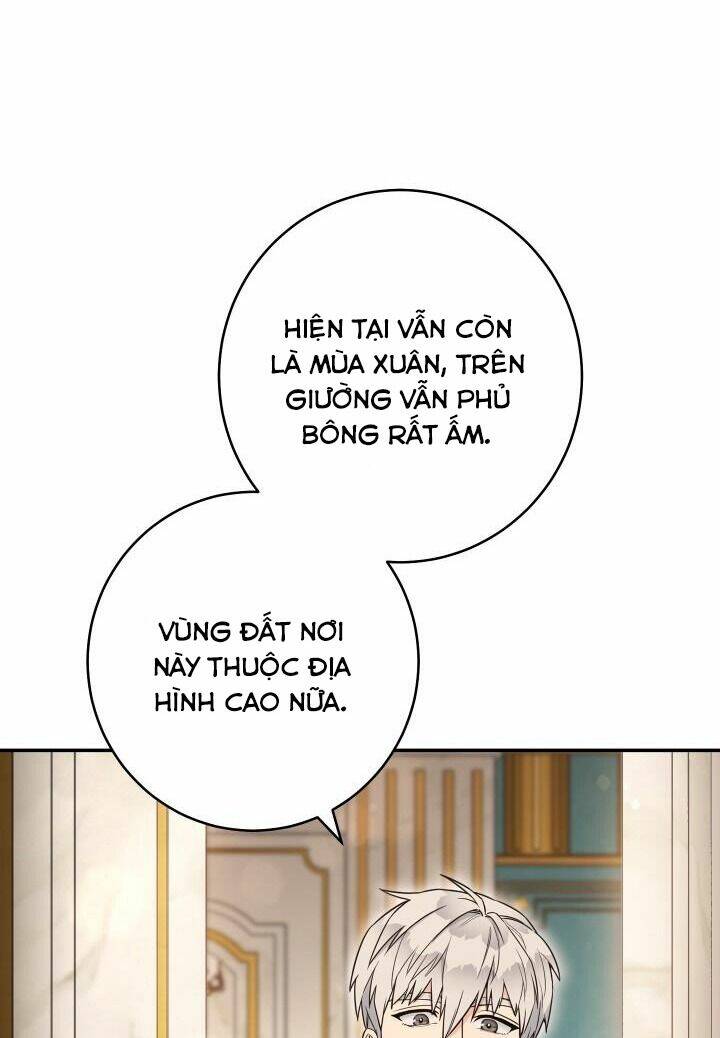 HIỆN TẠI VẪN CÒN
LÀ MÙA XUÂN, TRÊN
GIƯỜNG VẪN PHỦ
BÔNG RẤT ẤM.
VÙNG ĐẤT NƠI
NÀY THUỘC ĐỊA
HÌNH CAO NỮA.